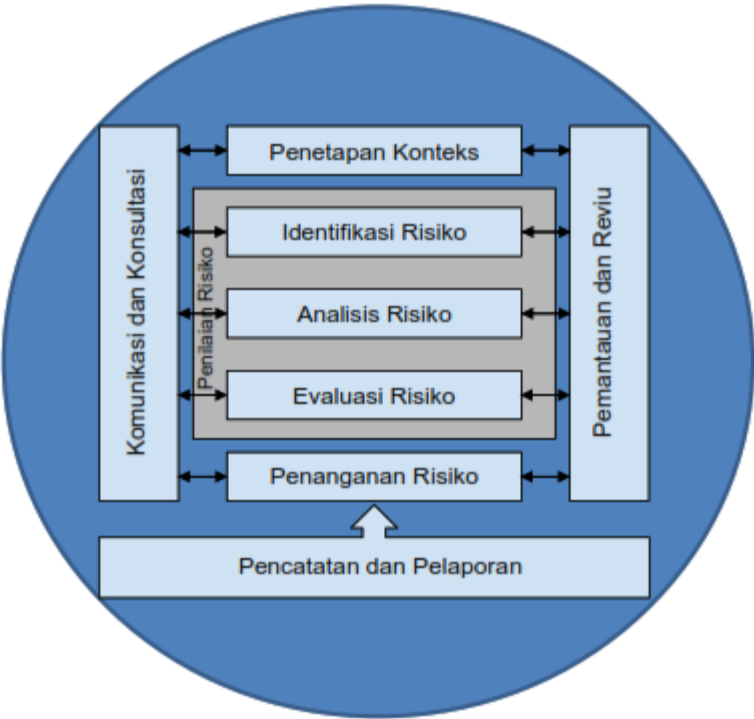 Penetapan Konteks
Komunikasi dan Konsultasi
Penilaian Risiko
Identifikasi Risiko
Analisis Risiko
Evaluasi Risiko
Pemantauan dan Reviu
Penanganan Risiko
Pencatatan dan Pelaporan